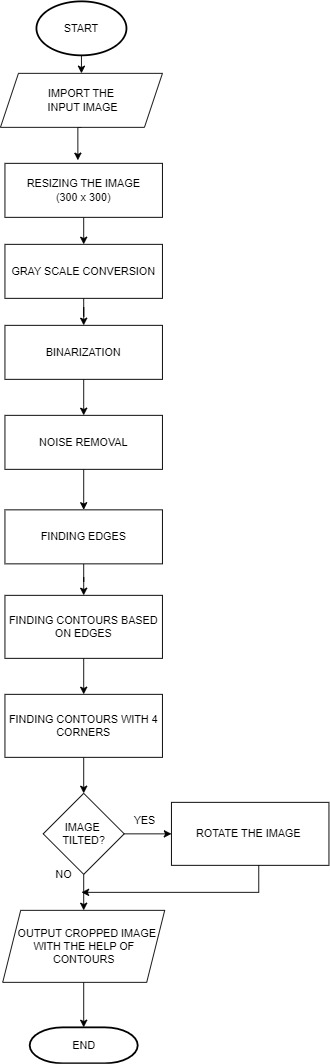 START
IMPORT THE
INPUT IMAGE
RESIZING THE IMAGE
(300 x 300)
GRAY SCALE CONVERSION
BINARIZATION
NOISE REMOVAL
FINDING EDGES
FINDING CONTOURS BASED
ON EDGES
FINDING CONTOURS WITH 4
CORNERS
IMAGE
TILTED?
YES
ROTATE THE IMAGE
NO
OUTPUT CROPPED IMAGE
WITH THE HELP OF
CONTOURS
END